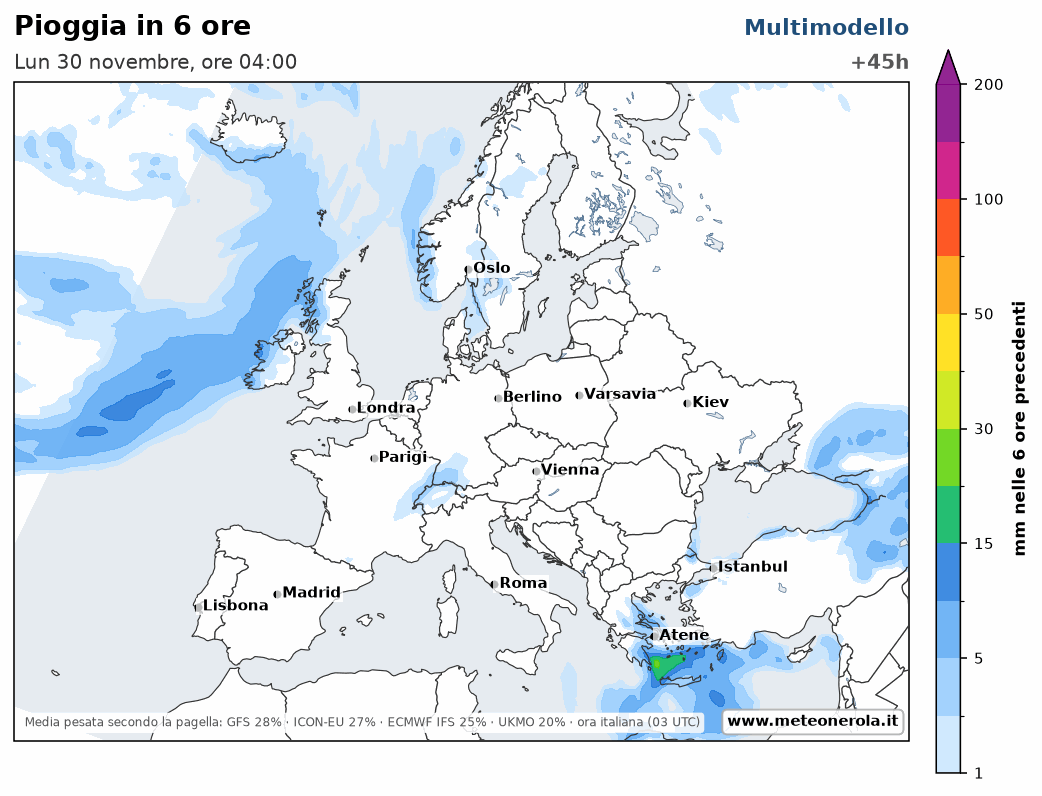 Pioggia in 6 ore
Multimodello
Lun 30 novembre, ore 04:00
+45h
200
100
50
30
15
5
1
mm nelle 6 ore precedenti
Oslo
Berlino
Varsavia
Kiev
Londra
Parigi
Vienna
Istanbul
Roma
Madrid
Lisbona
Atene
Media pesata secondo la pagella: GFS 28% · ICON-EU 27% · ECMWF IFS 25% · UKMO 20% · ora italiana (03 UTC)
www.meteonerola.it